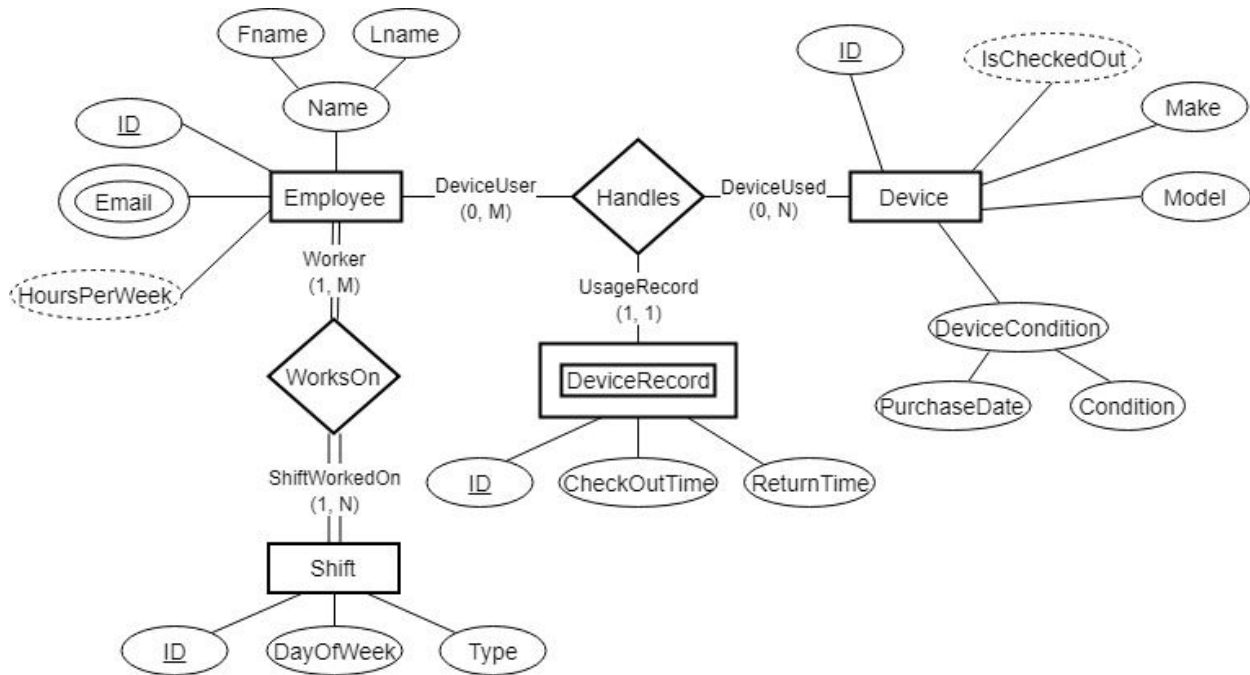 Fname
Lname
ID
IsCheckedOut
Name
Make
ID
Email
Employee
DeviceUser
(0, M)
Handles
DeviceUsed
(0, N)
Device
Model
HoursPerWeek
Worker
(1, M)
UsageRecord
(1, 1)
DeviceCondition
WorksOn
DeviceRecord
PurchaseDate
Condition
ShiftWorkedOn
(1, N)
ID
CheckOutTime
ReturnTime
Shift
ID
DayOfWeek
Type